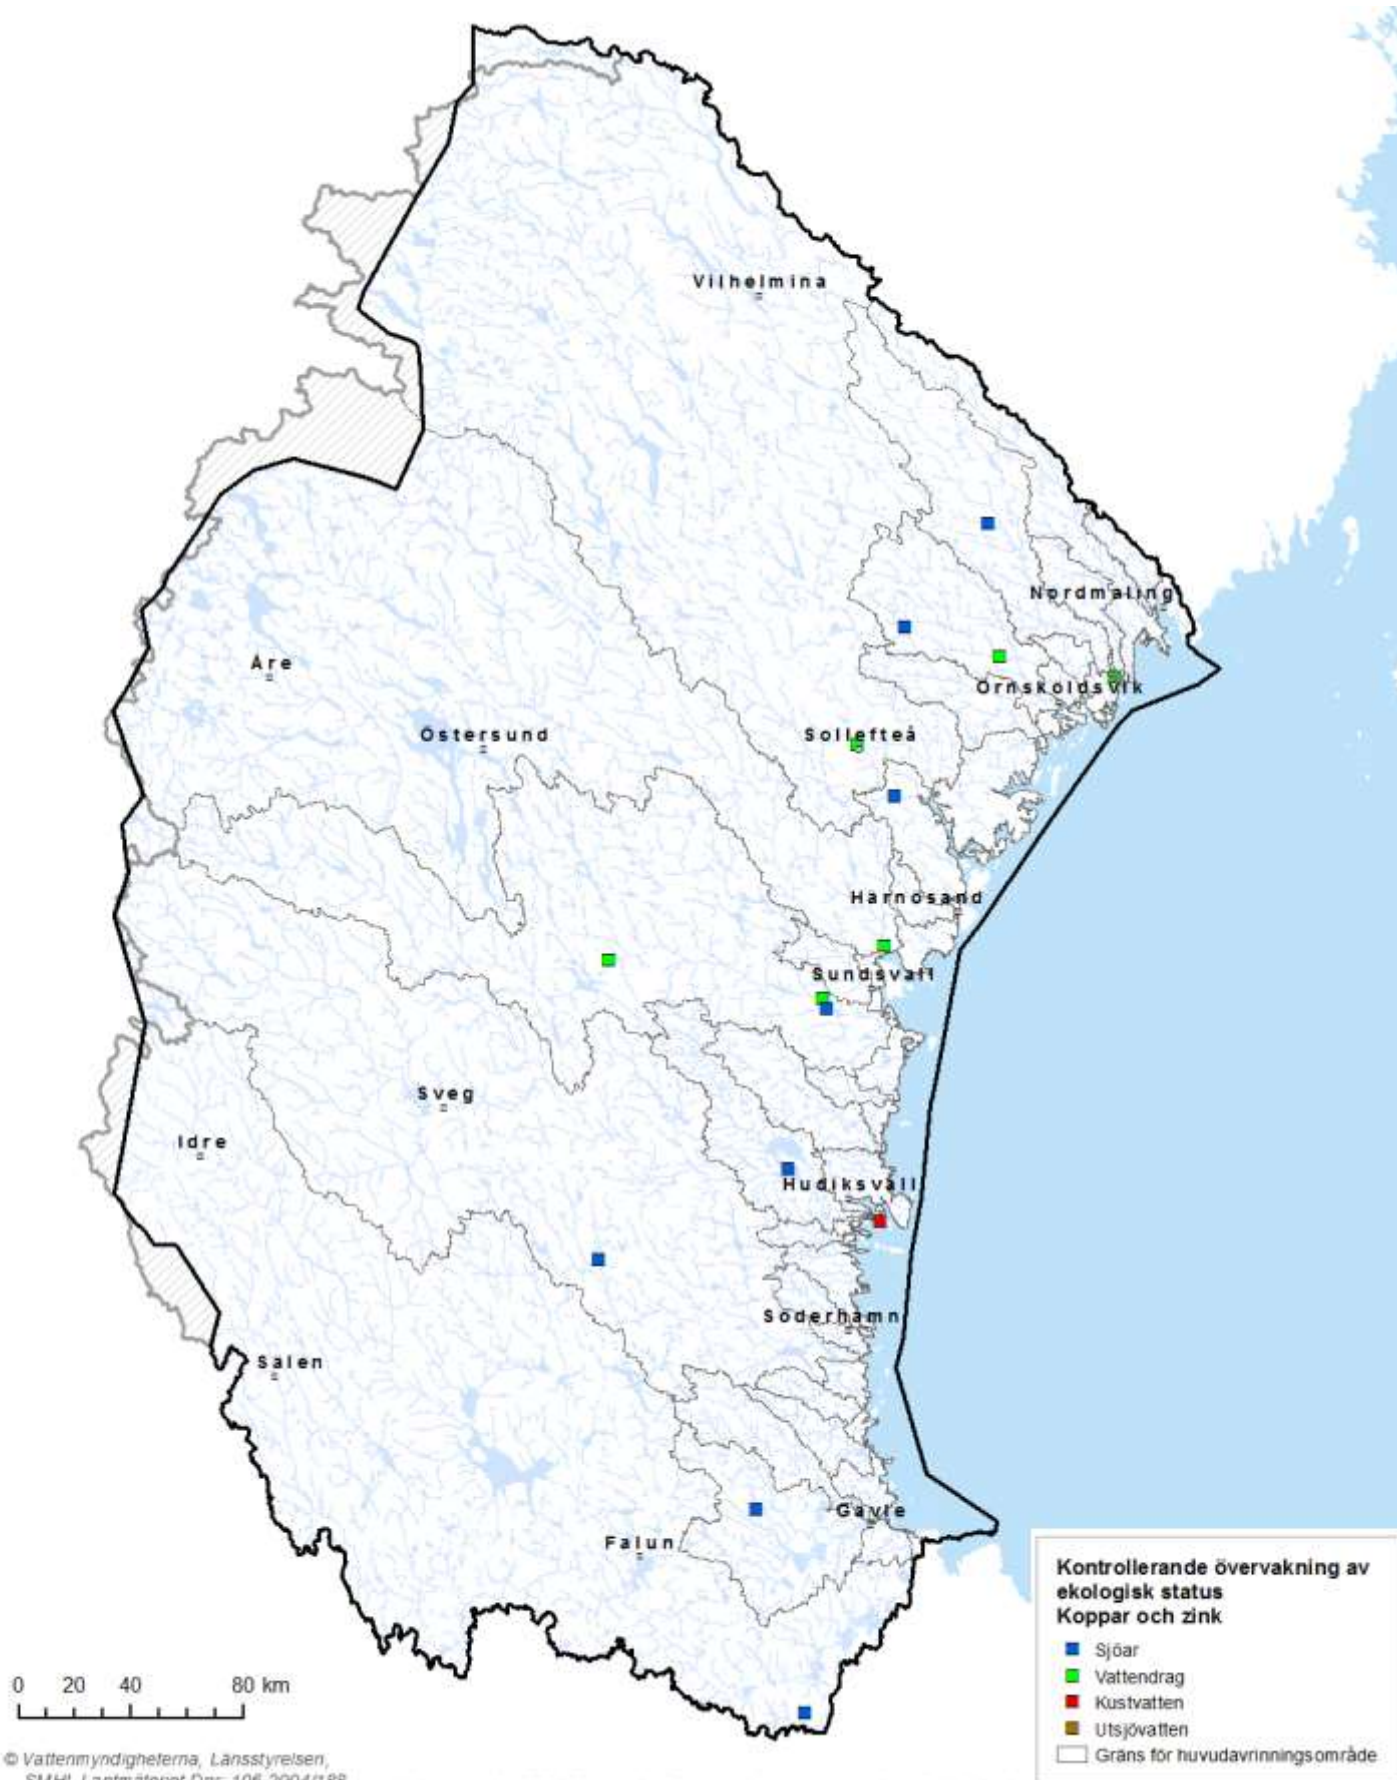 Vilhelmina
Nordmaling
Åre
Örnsköldsvik
Östersund
Sollefteå
Härnösand
Sundsvall
Sveg
Idre
Hudiksvall
Söderhamn
Sälen
Gävle
Falun
Kontrollerande övervakning av
ekologisk status
Koppar och zink
Sjöar
Vattendrag
Kustvatten
Utsjövatten
Gräns för huvudavrinningsområde
0 20 40 80 km
© Vattenmyndigheterna, Länsstyrelsen,